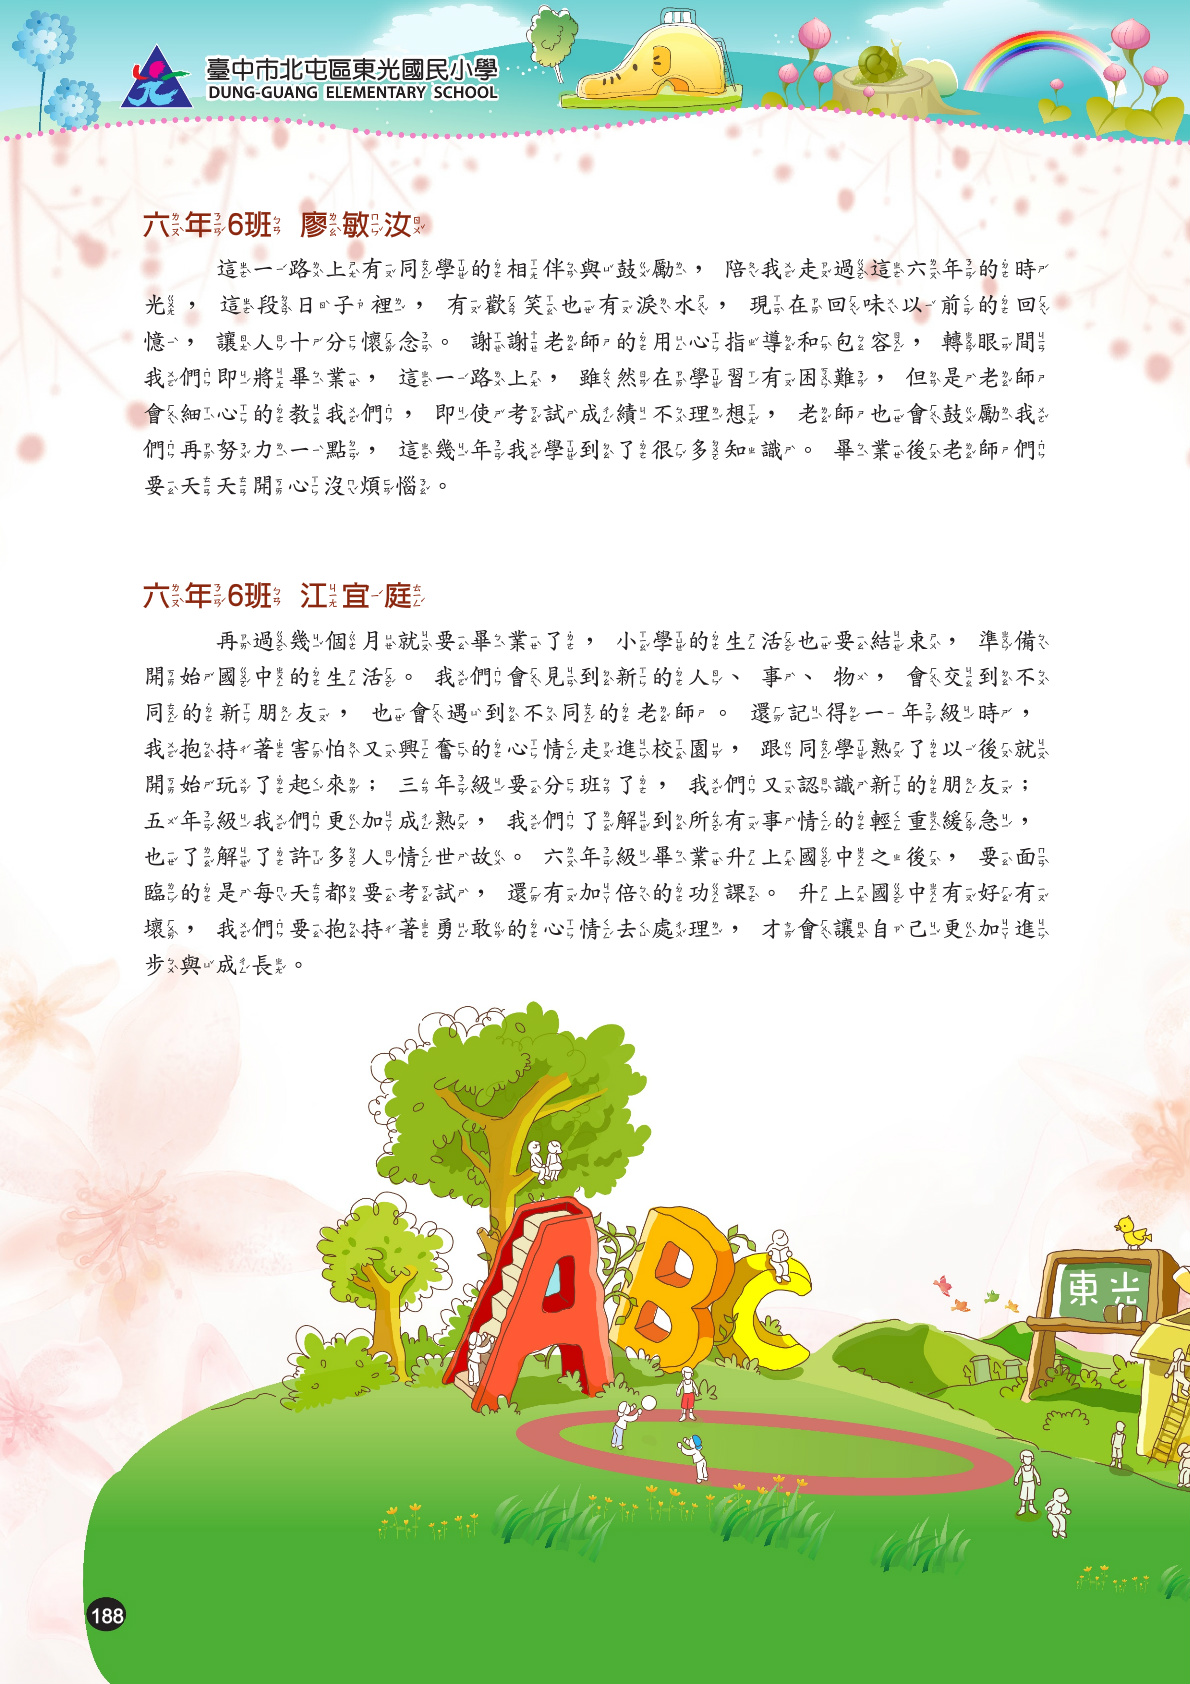 臺中市北屯區東光國民小學
DUNG-GUANG ELEMENTARY SCHOOL
六年6班 廖敏汝
這一路上有同學的相伴與鼓勵，陪我走過這六年的時
光，這段日子裡，有歡笑也有淚水，現在回味以前的回
憶，讓人十分懷念。謝謝老師的用心指導和包容，轉眼間
我們即將畢業，這一路上，雖然在學習有困難，但是老師
會細心的教我們，即使考試成績不理想，老師也會鼓勵我
們再努力一點，這幾年我學到了很多知識。畢業後老師們
要天天開心沒煩惱。
六年6班 江宜庭
再過幾個月就要畢業了，小學的生活也要結束，準備
開始國中的生活。我們會見到新的人、事、物，會交到不
同的新朋友，也會遇到不同的老師。還記得一年級時，
我抱持著害怕又興奮的心情走進校園，跟同學熟了以後就
開始玩了起來；三年級要分班了，我們又認識新的朋友；
五年級我們更加成熟，我們了解到所有事情的輕重緩急，
也了解了許多人情世故。六年級畢業升上國中之後，要面
臨的是每天都要考試，還有加倍的功課。升上國中有好有
壞，我們要抱持著勇敢的心情去處理，才會讓自己更加進
步與成長。
ABC
東光
188